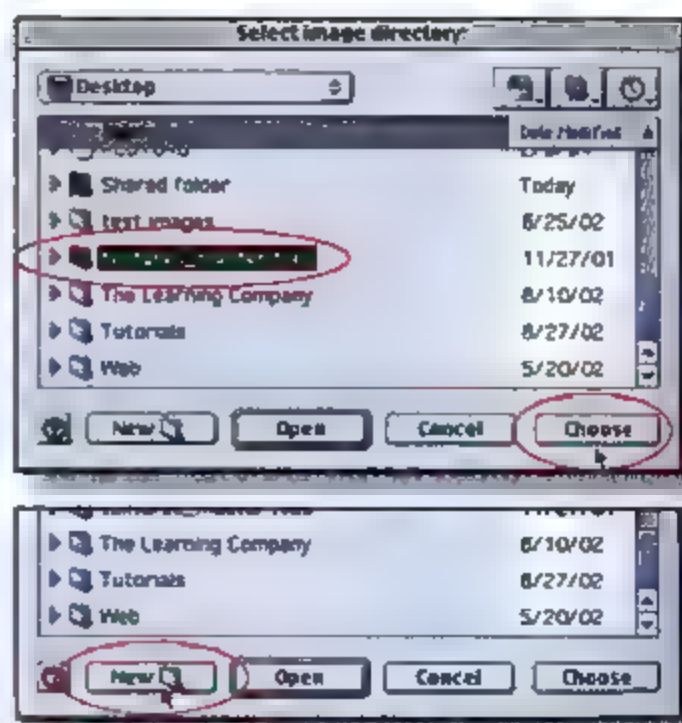 Select image directory:
Desktop
Date Modified
Shared folder Today
test images 6/25/02
11/27/01
The Learning Company 8/10/02
Tutorials 8/27/02
Web 5/20/02
New Open Cancel Choose
The Learning Company 8/10/02
Tutorials 8/27/02
Web 5/20/02
New Open Cancel Choose